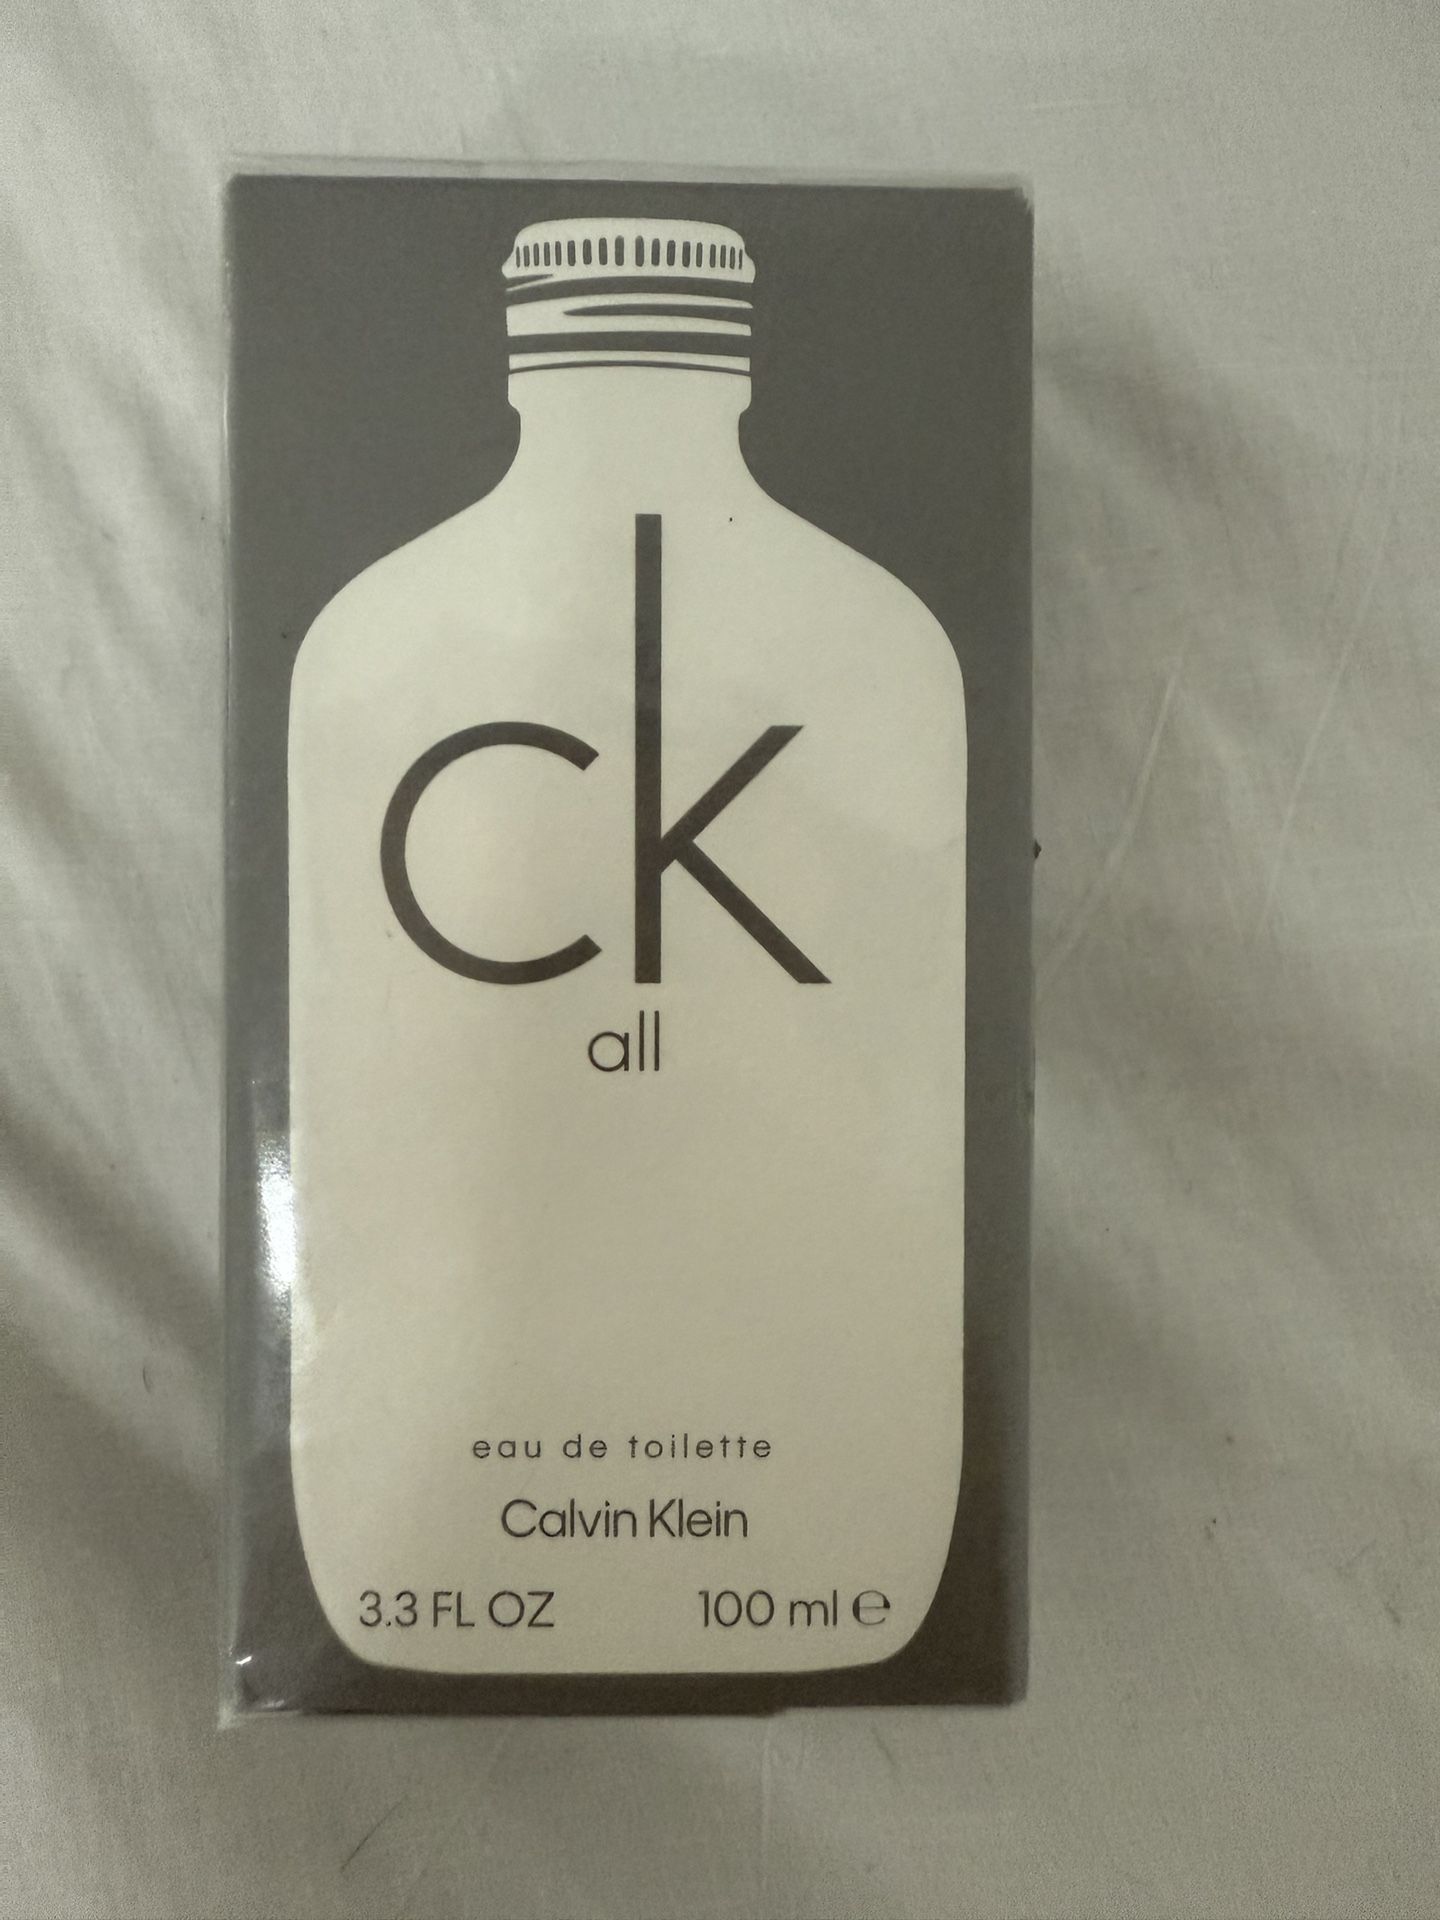 ck
all
eau de toilette
Calvin Klein
3.3 FL OZ 100 ml ℮